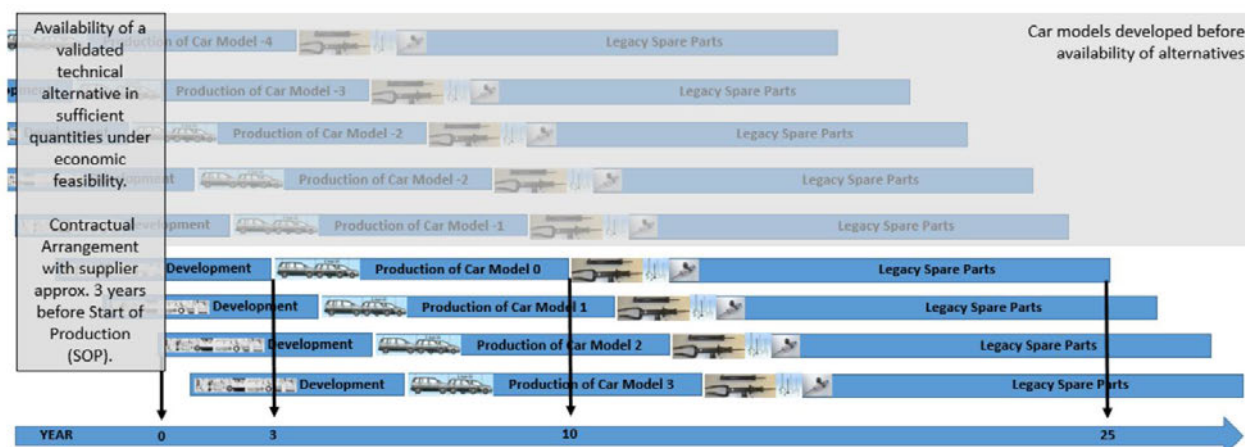 Availability of a
validated
technical
alternative in
sufficient
quantities under
economic
feasibility.
Contractual
Arrangement
with supplier
approx. 3 years
before Start of
Production
(SOP).
Car models developed before
availability of alternatives
Production of Car Model -4 Legacy Spare Parts
Production of Car Model -3 Legacy Spare Parts
Production of Car Model -2 Legacy Spare Parts
Development Production of Car Model -2 Legacy Spare Parts
Development Production of Car Model -1 Legacy Spare Parts
Development Production of Car Model 0 Legacy Spare Parts
Development Production of Car Model 1 Legacy Spare Parts
Development Production of Car Model 2 Legacy Spare Parts
Development Production of Car Model 3 Legacy Spare Parts
YEAR 0 3 10 25